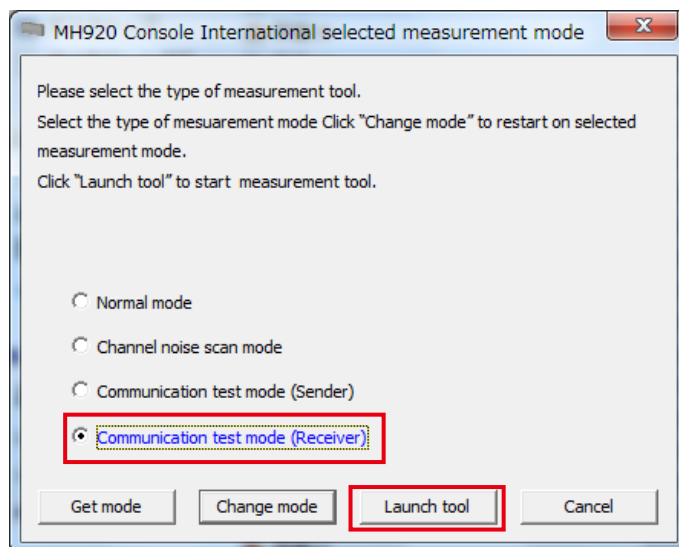 MH920 Console International selected measurement mode
Please select the type of measurement tool.
Select the type of mesuarement mode Click "Change mode" to restart on selected
measurement mode.
Click "Launch tool" to start measurement tool.
Normal mode
Channel noise scan mode
Communication test mode (Sender)
Communication test mode (Receiver)
Get mode Change mode Launch tool Cancel